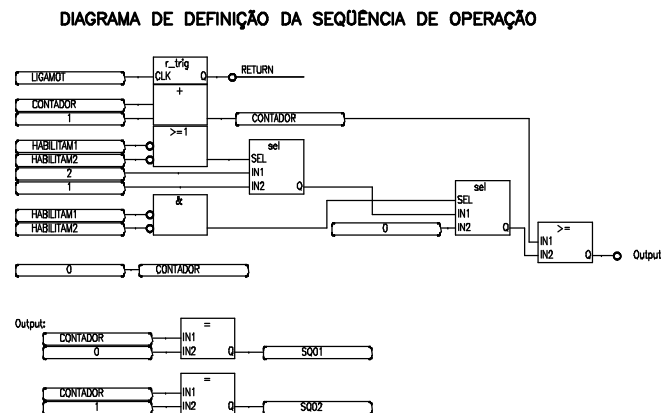 DIAGRAMA DE DEFINIÇÃO DA SEQÜÊNCIA DE OPERAÇÃO
r_trig
LIGAMOT CLK Q RETURN
+
CONTADOR
1 CONTADOR
>=1
HABILITAM1 sel
HABILITAM2 SEL
2 IN1 sel
1 IN2 Q SEL
& IN1 >=
HABILITAM1 IN1
HABILITAM2 0 IN2 Q IN2 Q Output
0 CONTADOR
Output: =
CONTADOR IN1
0 IN2 Q SQO1
=
CONTADOR IN1
1 IN2 Q SQO2